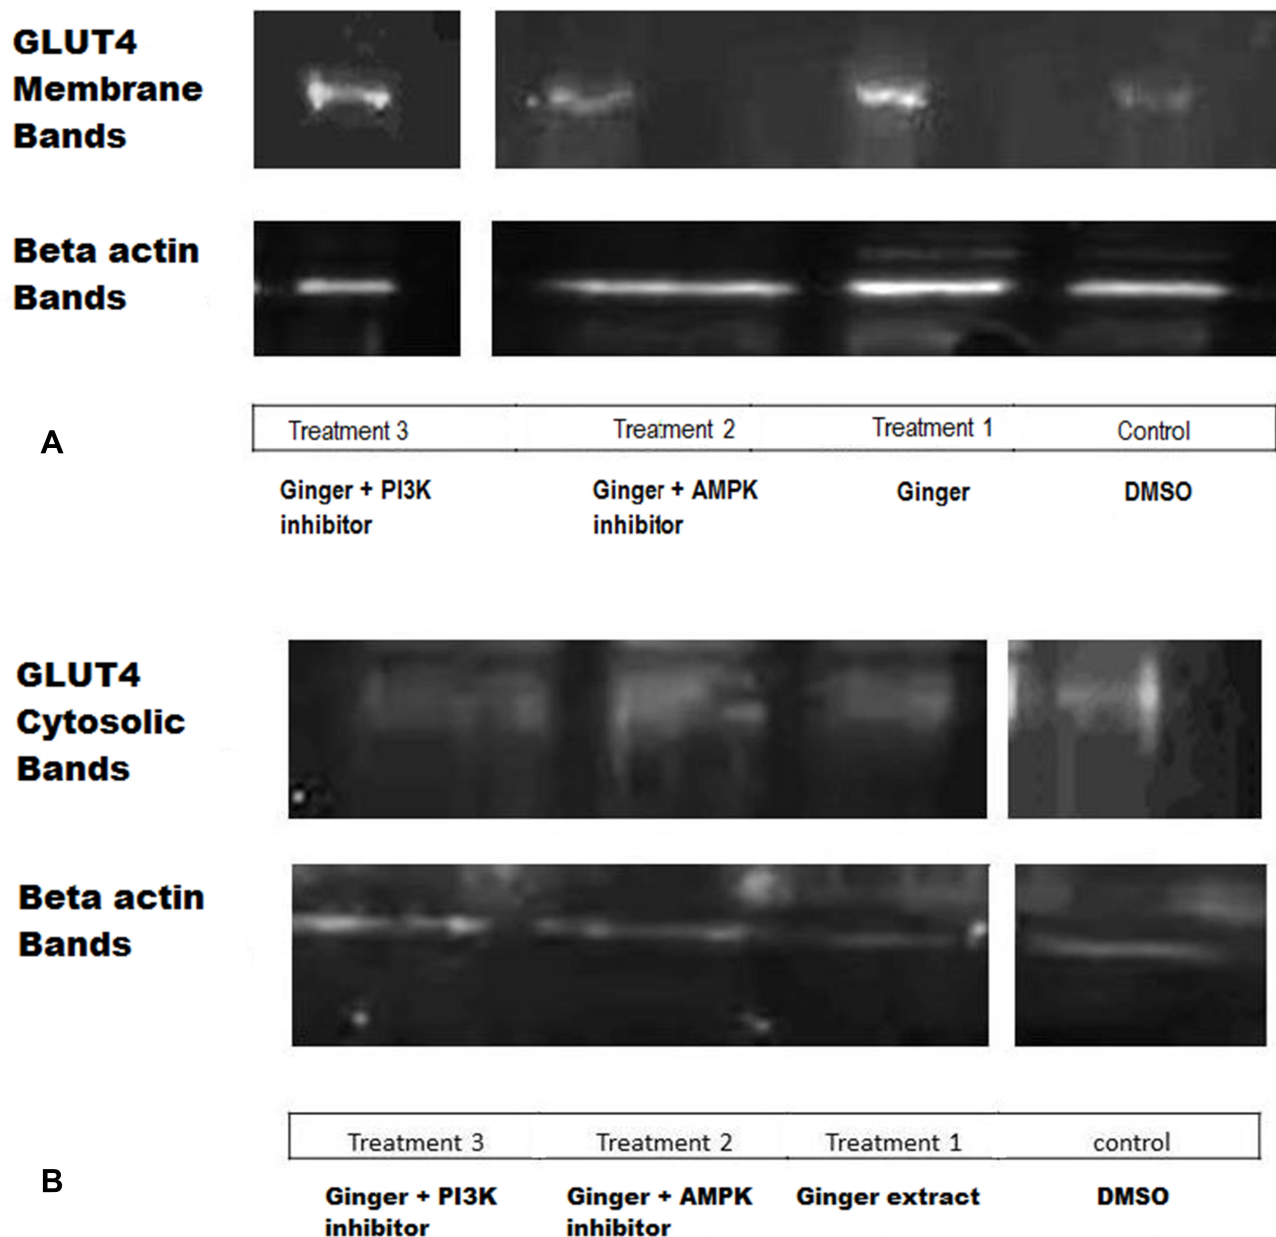 GLUT4
Membrane
Bands
Beta actin
Bands
Treatment 3
Treatment 2
Treatment 1
Control
A
Ginger + PI3K
inhibitor
Ginger + AMPK
inhibitor
Ginger
DMSO
GLUT4
Cytosolic
Bands
Beta actin
Bands
Treatment 3
Treatment 2
Treatment 1
control
B
Ginger + PI3K
inhibitor
Ginger + AMPK
inhibitor
Ginger extract
DMSO